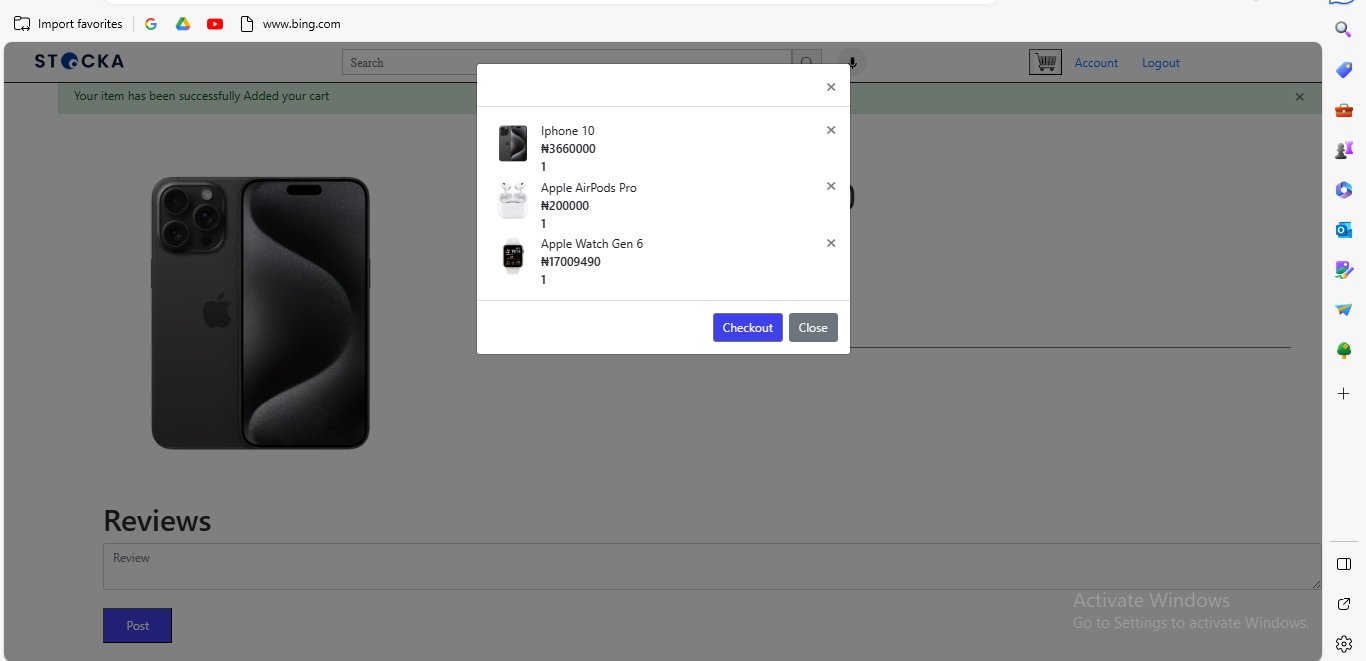 Import favorites
www.bing.com
STOCKA
Search
Account
Logout
Your item has been successfully Added your cart
Iphone 10
₦3660000
1
Apple AirPods Pro
₦200000
1
Apple Watch Gen 6
₦17009490
1
Checkout
Close
Reviews
Review
Post
Activate Windows
Go to Settings to activate Windows.